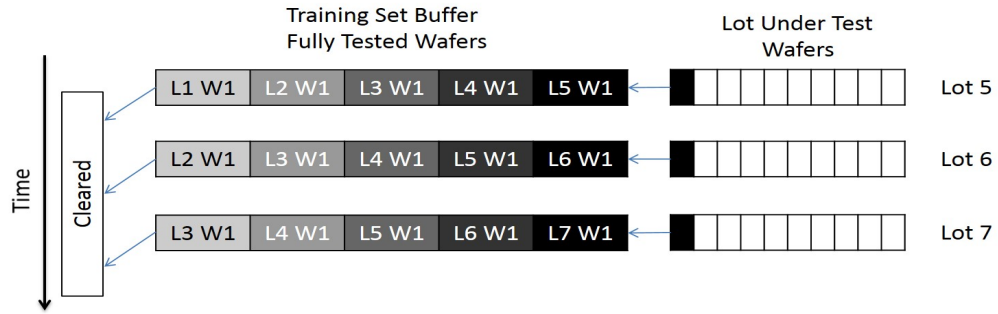 Training Set Buffer
Fully Tested Wafers
Lot Under Test
Wafers
L1 W1 L2 W1 L3 W1 L4 W1 L5 W1
Lot 5
L2 W1 L3 W1 L4 W1 L5 W1 L6 W1
Lot 6
L3 W1 L4 W1 L5 W1 L6 W1 L7 W1
Lot 7
Time
Cleared